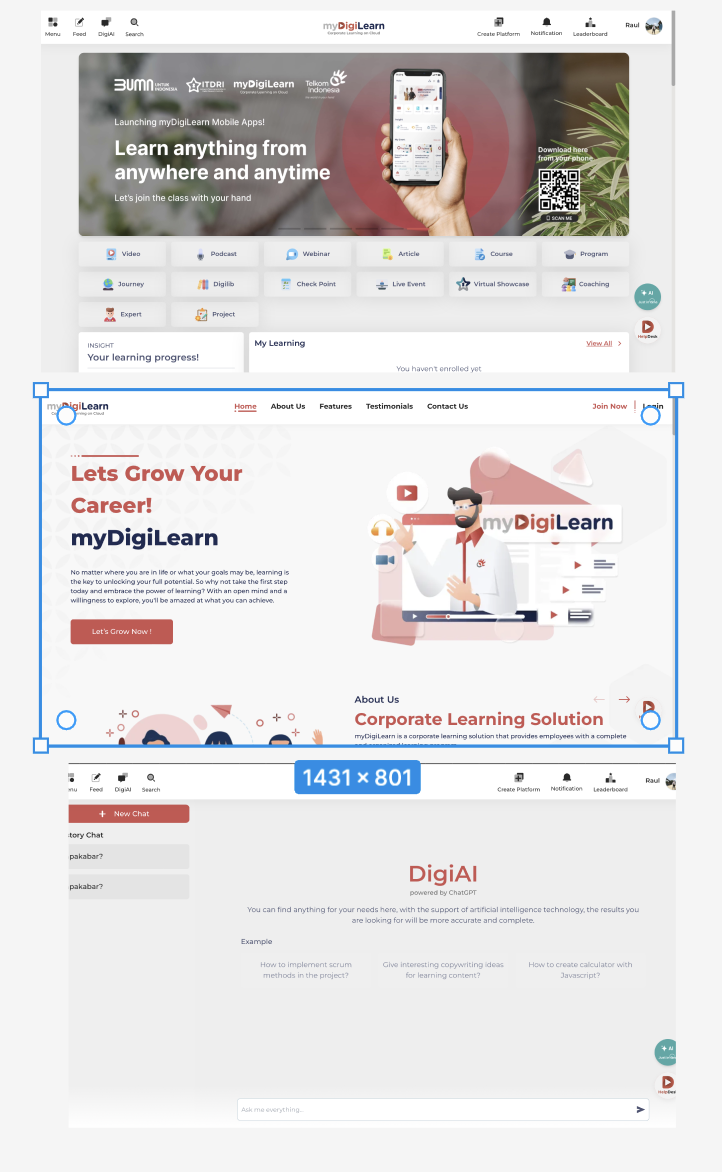 Menu
Feed
DigiAI
Search
myDigiLearn
Corporate Learning on Cloud
Create Platform
Notification
Leaderboard
Raul
BUMN UNTUK INDONESIA
ITDRI
myDigiLearn
Telkom Indonesia
Launching myDigiLearn Mobile Apps!
Learn anything from
anywhere and anytime
Let's join the class with your hand
Download here
from your phone
SCAN ME
Video
Podcast
Webinar
Article
Course
Program
Journey
Digilib
Check Point
Live Event
Virtual Showcase
Coaching
Expert
Project
AI
HelpDesk
INSIGHT
Your learning progress!
My Learning
View All
You haven't enrolled yet
myDigiLearn
Home
About Us
Features
Testimonials
Contact Us
Join Now
Login
Lets Grow Your
Career!
myDigiLearn
No matter where you are in life or what your goals may be, learning is
the key to unlocking your full potential. So why not take the first step
today and embrace the power of learning? With an open mind and a
willingness to explore, you'll be amazed at what you can achieve.
Let's Grow Now !
myDigiLearn
About Us
Corporate Learning Solution
myDigiLearn is a corporate learning solution that provides employees with a complete
1431 × 801
nu
Feed
DigiAI
Search
Create Platform
Notification
Leaderboard
Raul
+ New Chat
story Chat
pakabar?
pakabar?
DigiAI
powered by ChatGPT
You can find anything for your needs here, with the support of artificial intelligence technology, the results you
are looking for will be more accurate and complete.
Example
How to implement scrum
methods in the project?
Give interesting copywriting ideas
for learning content?
How to create calculator with
Javascript?
AI
HelpDesk
Ask me everything...